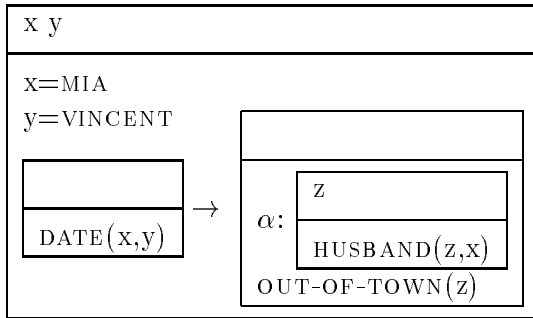 x y
x=MIA
y=VINCENT
DATE(x,y)
→
α:
z
HUSBAND(z,x)
OUT-OF-TOWN(z)